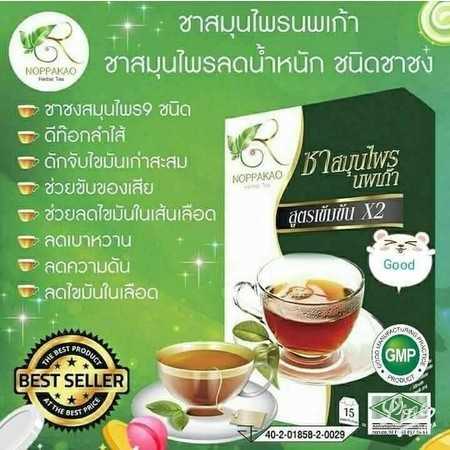 ชาสมุนไพรนพเก้า
ชาสมุนไพรลดน้ำหนัก ชนิดชาชง
NOPPAKAO
Herbal Tea
ชาชงสมุนไพร9 ชนิด
ดีท๊อกลำไส้
ดักจับไขมันเก่าสะสม
ช่วยขับของเสีย
ช่วยลดไขมันในเส้นเลือด
ลดเบาหวาน
ลดความดัน
ลดไขมันในเลือด
NOPPAKAO
Herbal Tea
ชาสมุนไพร
นพเก้า
สูตรเข้มข้น X2
Good
THE BEST PRODUCT
BEST SELLER
AT THE BEST PRICE
GOOD MANUFACTURING PRACTICE
GMP
PRODUCT
15
40-2-01858-2-0029